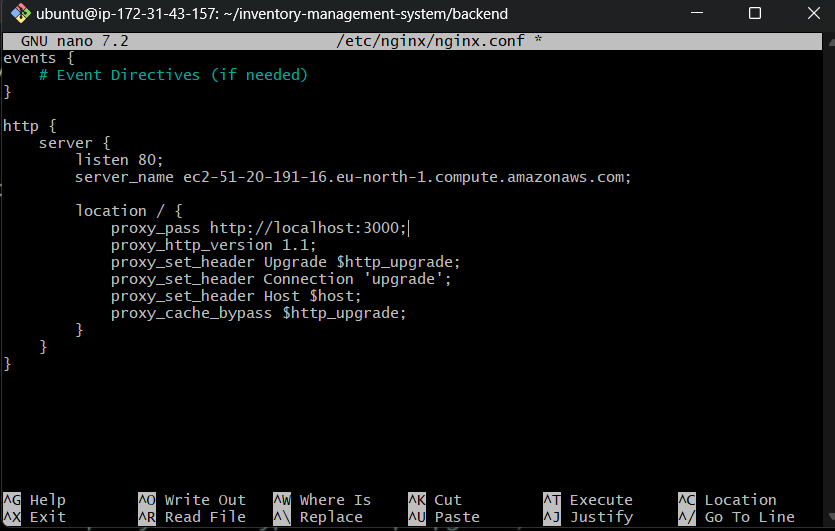 ubuntu@ip-172-31-43-157: ~/inventory-management-system/backend
GNU nano 7.2 /etc/nginx/nginx.conf *
events {
    # Event Directives (if needed)
}

http {
    server {
        listen 80;
        server_name ec2-51-20-191-16.eu-north-1.compute.amazonaws.com;

        location / {
            proxy_pass http://localhost:3000;
            proxy_http_version 1.1;
            proxy_set_header Upgrade $http_upgrade;
            proxy_set_header Connection 'upgrade';
            proxy_set_header Host $host;
            proxy_cache_bypass $http_upgrade;
        }
    }
}

^G Help ^O Write Out ^W Where Is ^K Cut ^T Execute ^C Location
^X Exit ^R Read File ^\ Replace ^U Paste ^J Justify ^/ Go To Line